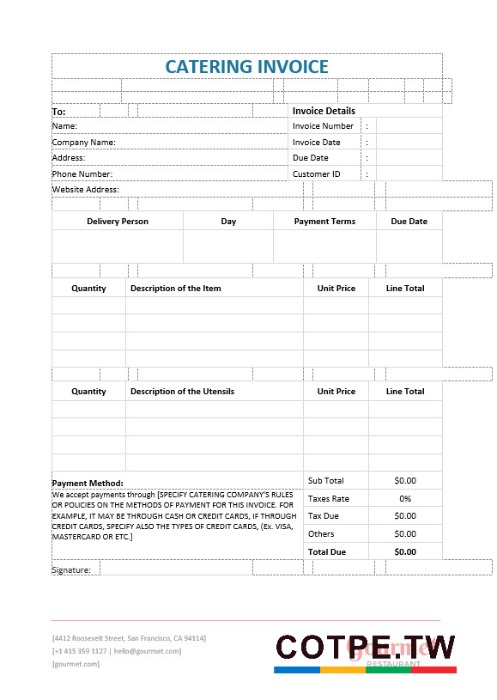 CATERING INVOICE
To: Invoice Details
Name: Invoice Number :
Company Name: Invoice Date :
Address: Due Date :
Phone Number: Customer ID :
Website Address:
Delivery Person Day Payment Terms Due Date
Quantity Description of the Item Unit Price Line Total
Quantity Description of the Utensils Unit Price Line Total
Payment Method:
We accept payments through [SPECIFY CATERING COMPANY'S RULES
OR POLICIES ON THE METHODS OF PAYMENT FOR THIS INVOICE. FOR
EXAMPLE, IT MAY BE THROUGH CASH OR CREDIT CARDS, IF THROUGH
CREDIT CARDS, SPECIFY ALSO THE TYPES OF CREDIT CARDS, (Ex. VISA,
MASTERCARD OR ETC.]
Sub Total $0.00
Taxes Rate 0%
Tax Due $0.00
Others $0.00
Total Due $0.00
Signature:
[4412 Roosevelt Street, San Francisco, CA 94114]
[+1 415 359 1127 | hello@gourmet.com]
[gourmet.com]
gourmet
RESTAURANT
COTPE.TW